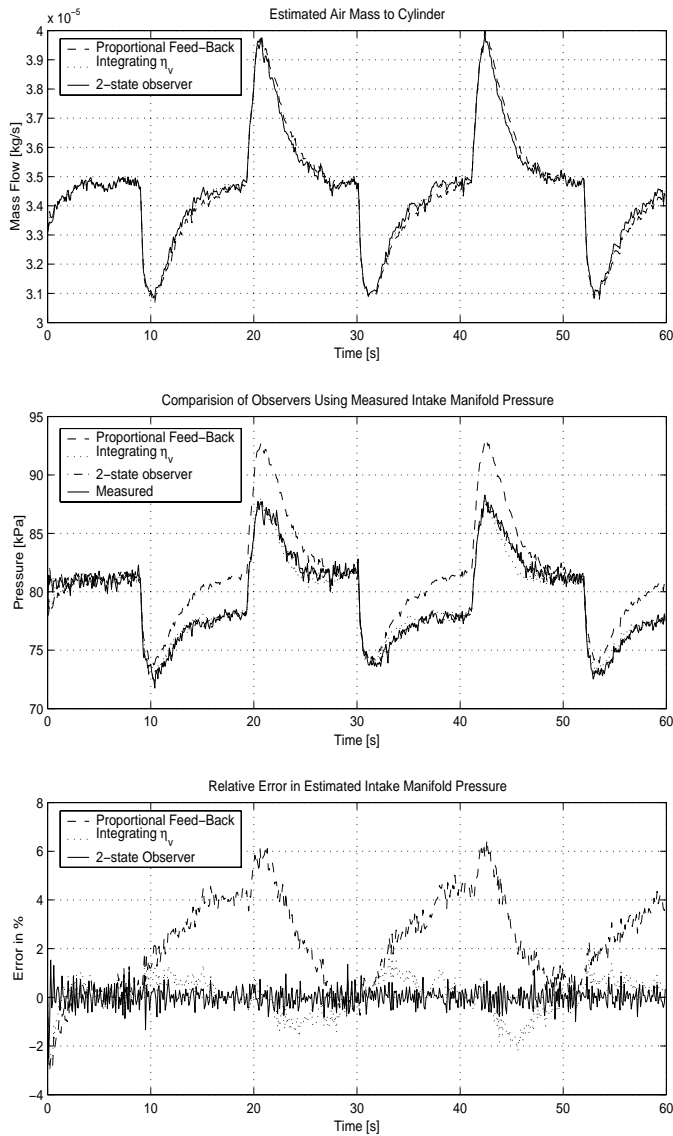 Estimated Air Mass to Cylinder
x 10⁻⁵
4
3.9
3.8
3.7
3.6
3.5
3.4
3.3
3.2
3.1
3
Mass Flow [kg/s]
Proportional Feed−Back
Integrating ηv
2−state observer
0 10 20 30 40 50 60
Time [s]
Comparision of Observers Using Measured Intake Manifold Pressure
95
90
85
80
75
70
Pressure [kPa]
Proportional Feed−Back
Integrating ηv
2−state observer
Measured
0 10 20 30 40 50 60
Time [s]
Relative Error in Estimated Intake Manifold Pressure
8
6
4
2
0
−2
−4
Error in %
Proportional Feed−Back
Integrating ηv
2−state Observer
0 10 20 30 40 50 60
Time [s]